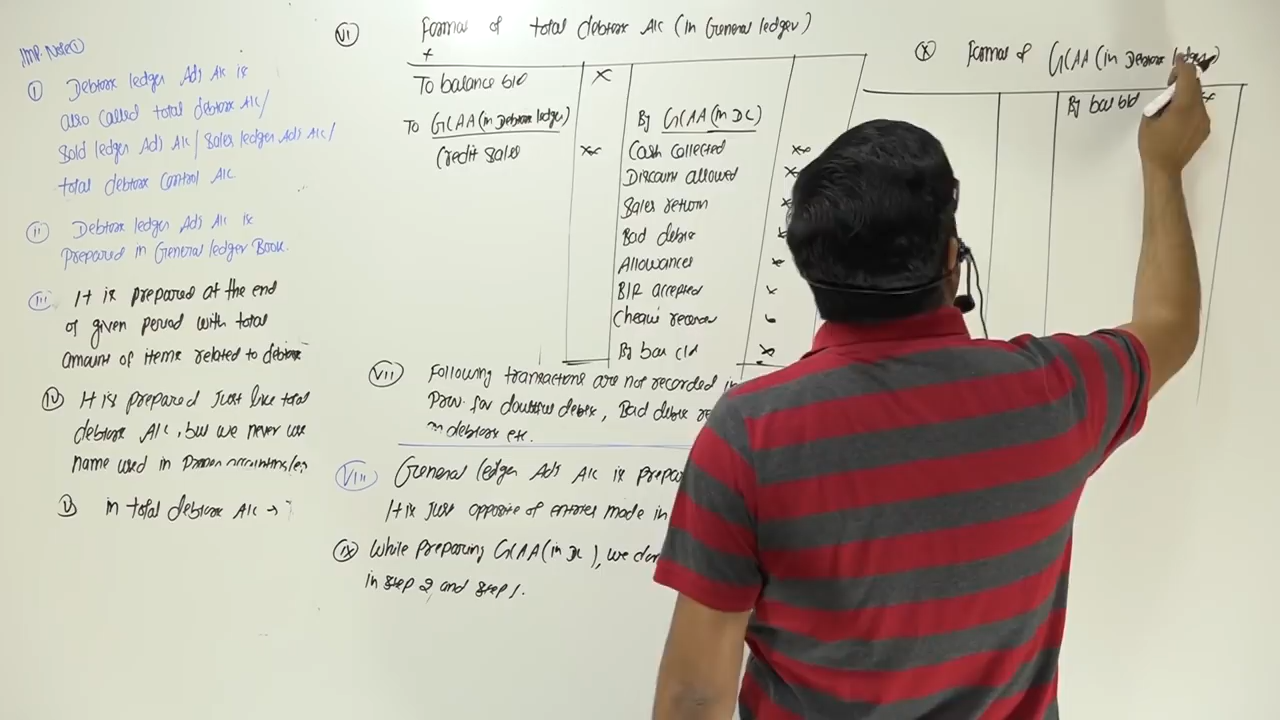 IMP. Note ①
① Debtors ledger Adj A/c is
also called total debtors A/c/
Sold ledger Adj A/c/ Sales ledger Adj A/c/
total debtors control A/c
ⅱ Debtors ledger Adj A/c is
prepared in General ledger Book.
ⅲ It is prepared at the end
of given period with total
amount of items related to debtors
ⅳ It is prepared just like total
debtors A/c, but we never use
name used in
ⅴ in total debtors A/c →
ⅵ Format of total debtors A/c (in General ledger)
To balance b/d x
To GLAA (in Debtors ledger)
Credit Sales xx
By GLAA (in DL)
Cash collected xx
Discount allowed
Sales return
Bad debts
Allowances
B/R accepted x
By bal c/d
ⅶ Following transactions are not recorded in
Prov. for doubtful debts, Bad debts
in debtors etc.
ⅷ General ledger Adj A/c is
It is just opposite of entries made in
ⅸ While preparing GLAA (in DL), we
in step 2 and step 1.
ⅹ Format of GLAA (in Debtors ledger)
By bal b/d